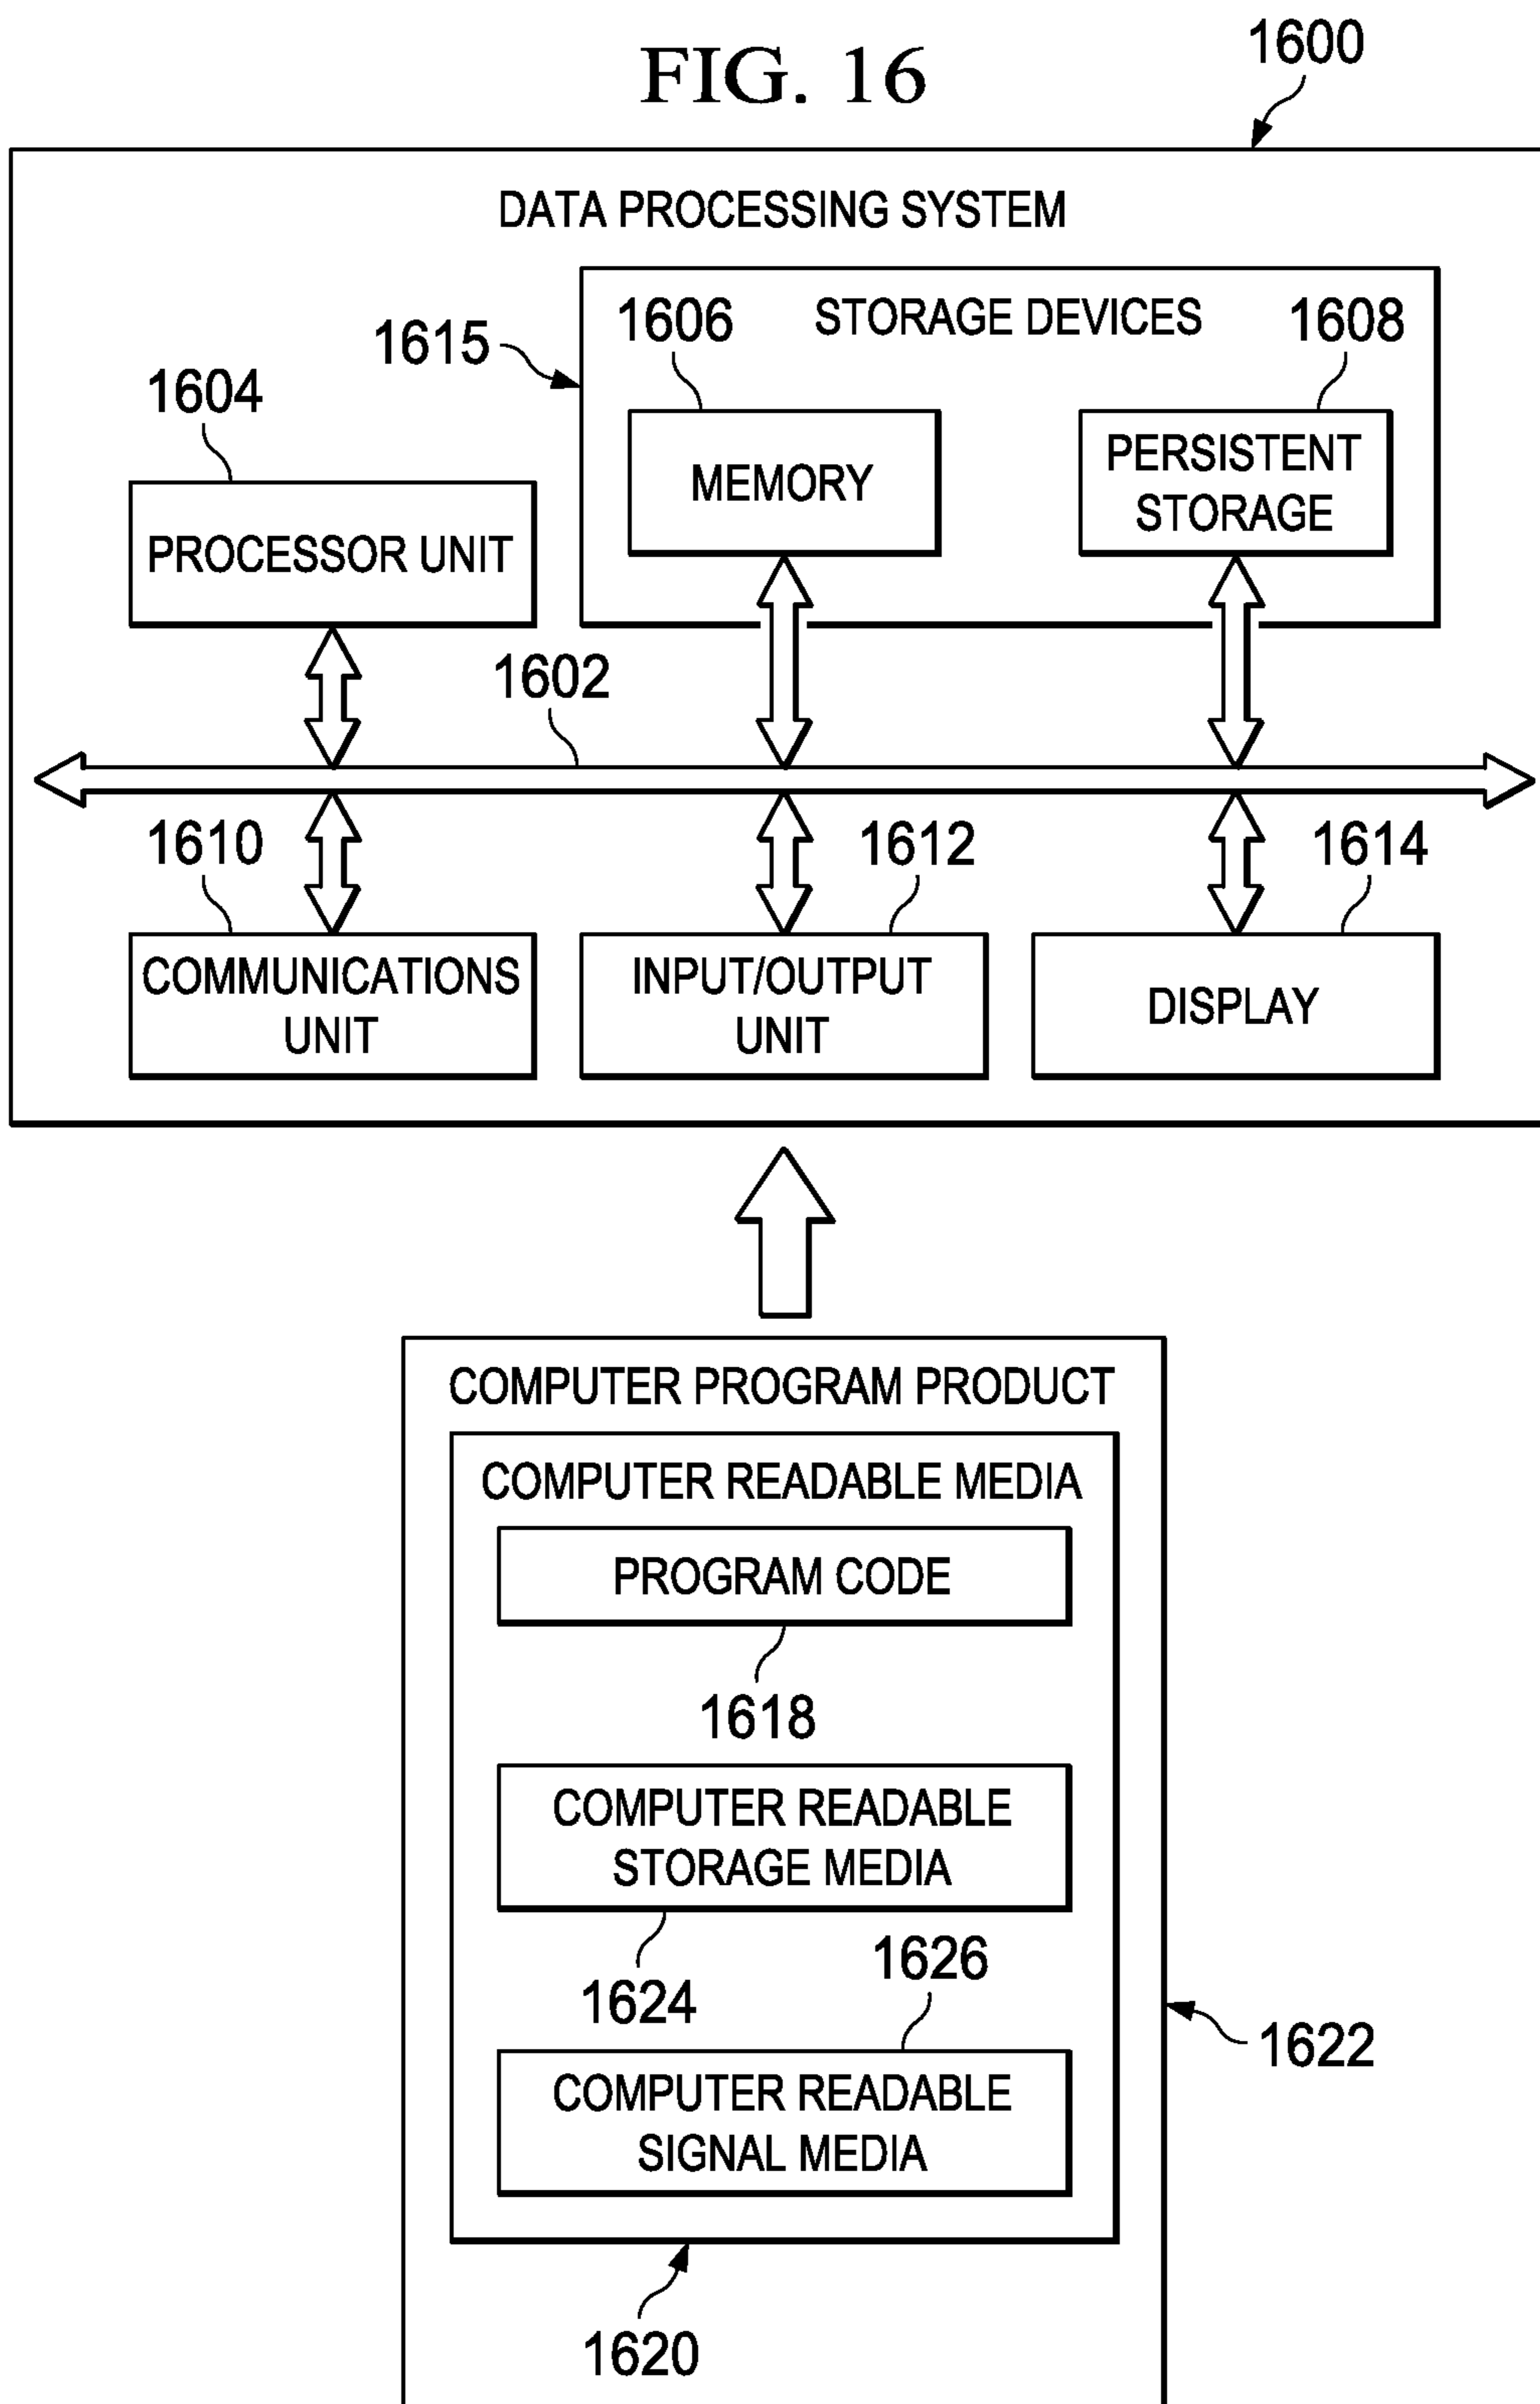 FIG. 16
1600
DATA PROCESSING SYSTEM
STORAGE DEVICES
1606
1608
1615
1604
MEMORY
PERSISTENT
STORAGE
PROCESSOR UNIT
1602
1610
1612
1614
COMMUNICATIONS
UNIT
INPUT/OUTPUT
UNIT
DISPLAY
COMPUTER PROGRAM PRODUCT
COMPUTER READABLE MEDIA
PROGRAM CODE
1618
COMPUTER READABLE
STORAGE MEDIA
1624
1626
COMPUTER READABLE
SIGNAL MEDIA
1622
1620